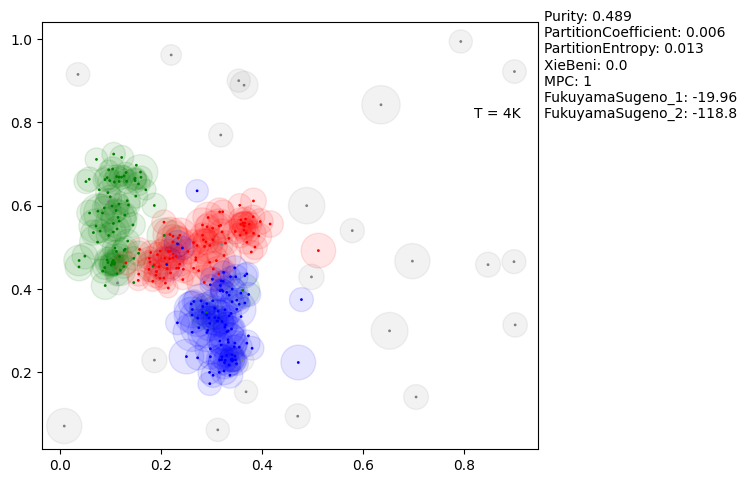 Purity: 0.489
PartitionCoefficient: 0.006
PartitionEntropy: 0.013
XieBeni: 0.0
MPC: 1
FukuyamaSugeno_1: -19.96
FukuyamaSugeno_2: -118.8
T = 4K
1.0
0.8
0.6
0.4
0.2
0.0 0.2 0.4 0.6 0.8